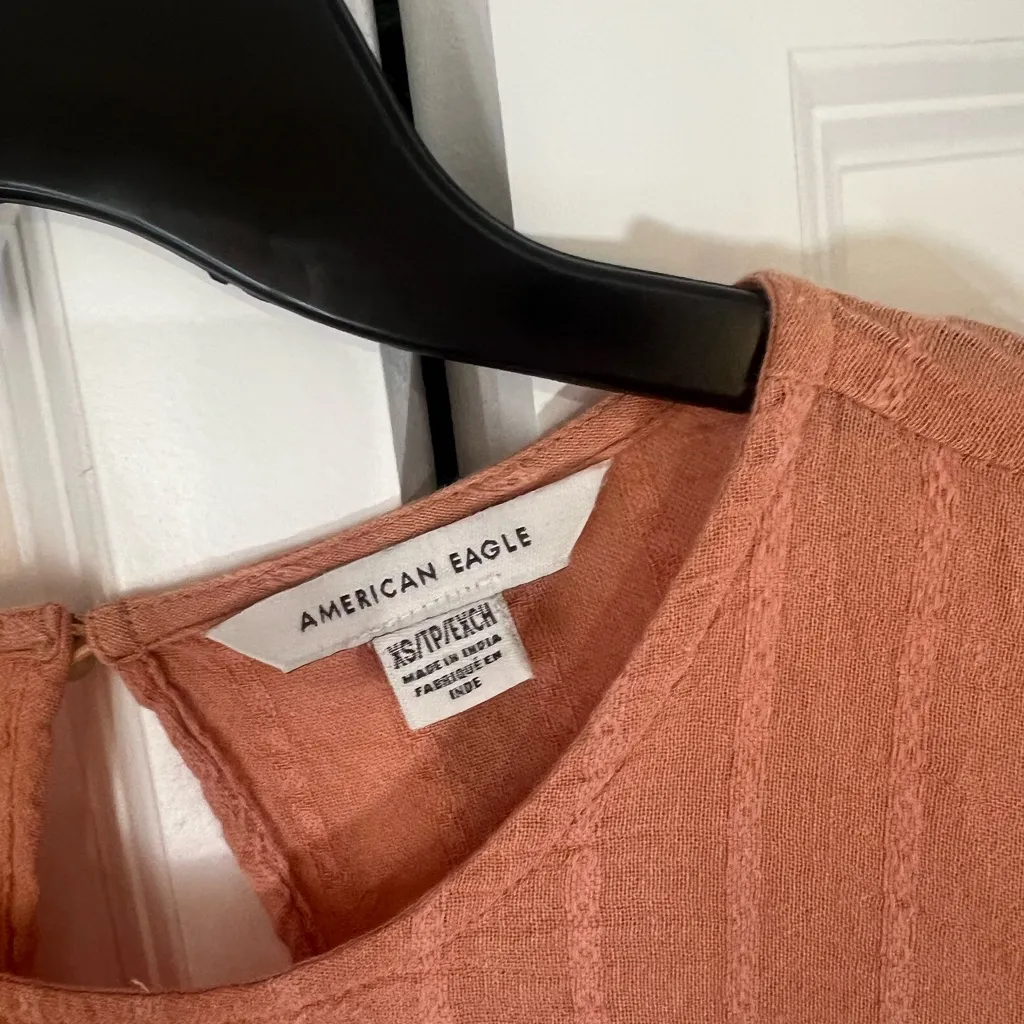 AMERICAN EAGLE
XS/TP/EXCH
MADE IN INDIA
FABRIQUÉ EN
INDE